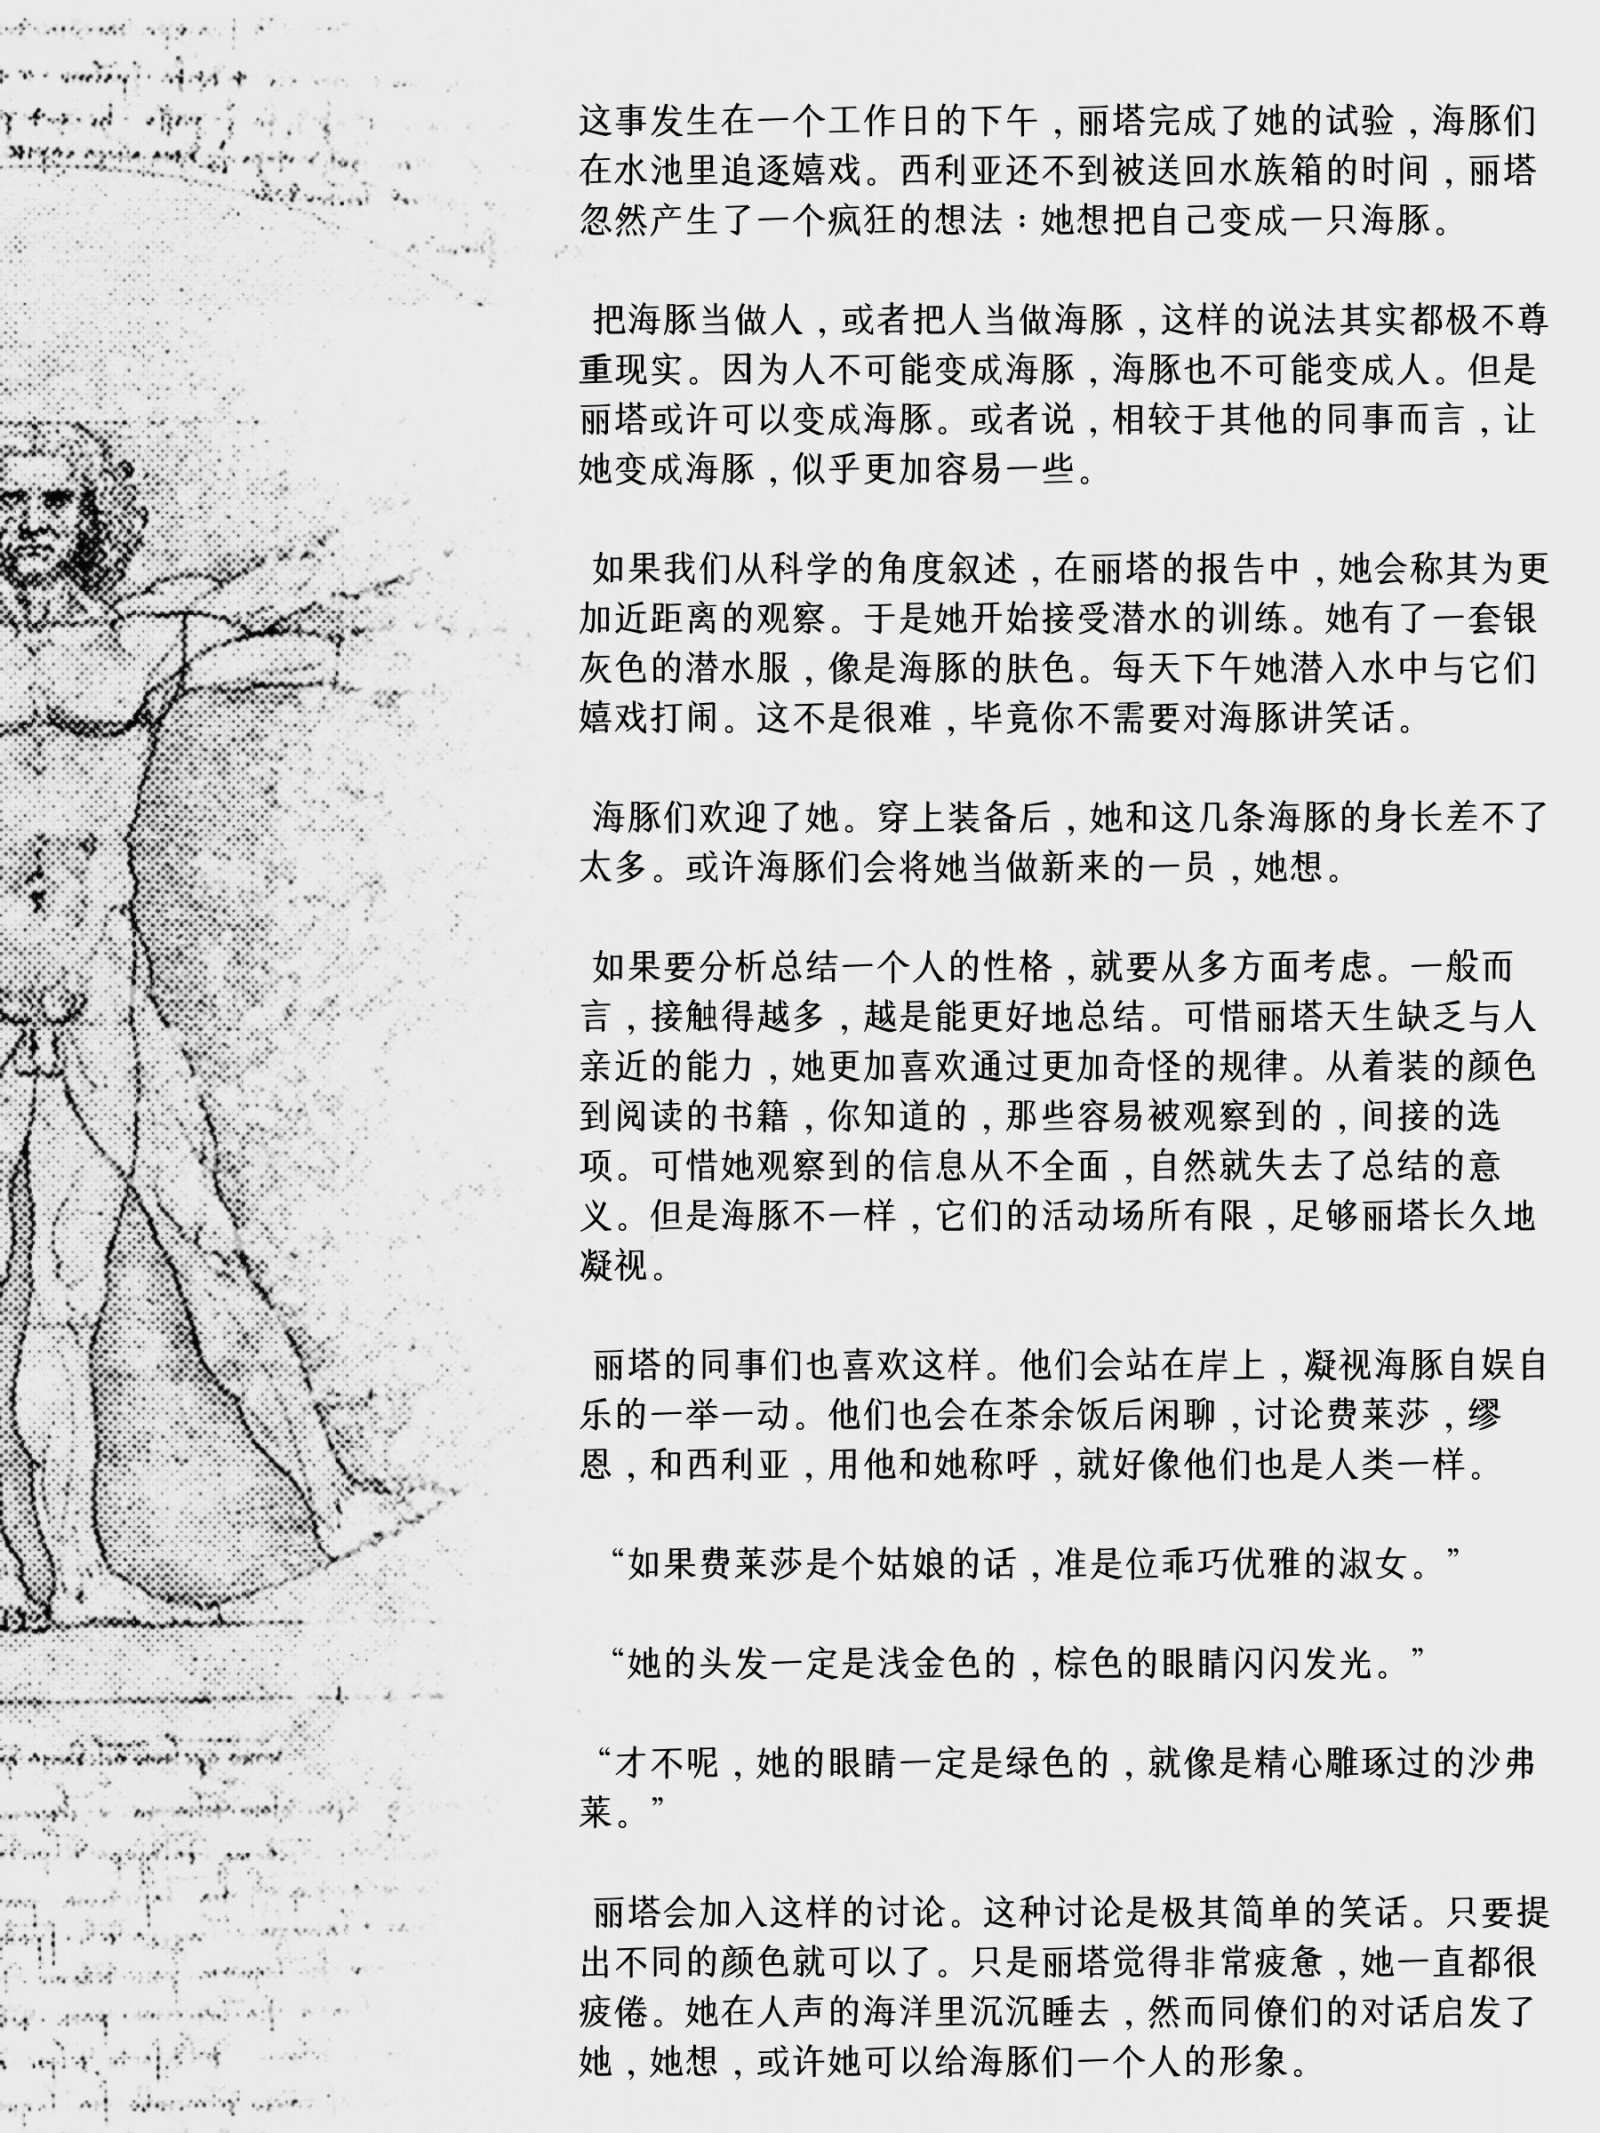 这事发生在一个工作日的下午，丽塔完成了她的试验，海豚们
在水池里追逐嬉戏。西利亚还不到被送回水族箱的时间，丽塔
忽然产生了一个疯狂的想法：她想把自己变成一只海豚。
把海豚当做人，或者把人当做海豚，这样的说法其实都极不尊
重现实。因为人不可能变成海豚，海豚也不可能变成人。但是
丽塔或许可以变成海豚。或者说，相较于其他的同事而言，让
她变成海豚，似乎更加容易一些。
如果我们从科学的角度叙述，在丽塔的报告中，她会称其为更
加近距离的观察。于是她开始接受潜水的训练。她有了一套银
灰色的潜水服，像是海豚的肤色。每天下午她潜入水中与它们
嬉戏打闹。这不是很难，毕竟你不需要对海豚讲笑话。
海豚们欢迎了她。穿上装备后，她和这几条海豚的身长差不了
太多。或许海豚们会将她当做新来的一员，她想。
如果要分析总结一个人的性格，就要从多方面考虑。一般而
言，接触得越多，越是能更好地总结。可惜丽塔天生缺乏与人
亲近的能力，她更加喜欢通过更加奇怪的规律。从着装的颜色
到阅读的书籍，你知道的，那些容易被观察到的，间接的选
项。可惜她观察到的信息从不全面，自然就失去了总结的意
义。但是海豚不一样，它们的活动场所有限，足够丽塔长久地
凝视。
丽塔的同事们也喜欢这样。他们会站在岸上，凝视海豚自娱自
乐的一举一动。他们也会在茶余饭后闲聊，讨论费莱莎，缪
恩，和西利亚，用他和她称呼，就好像他们也是人类一样。
“如果费莱莎是个姑娘的话，准是位乖巧优雅的淑女。”
“她的头发一定是浅金色的，棕色的眼睛闪闪发光。”
“才不呢，她的眼睛一定是绿色的，就像是精心雕琢过的沙弗
莱。”
丽塔会加入这样的讨论。这种讨论是极其简单的笑话。只要提
出不同的颜色就可以了。只是丽塔觉得非常疲惫，她一直都很
疲倦。她在人声的海洋里沉沉睡去，然而同僚们的对话启发了
她，她想，或许她可以给海豚们一个人的形象。